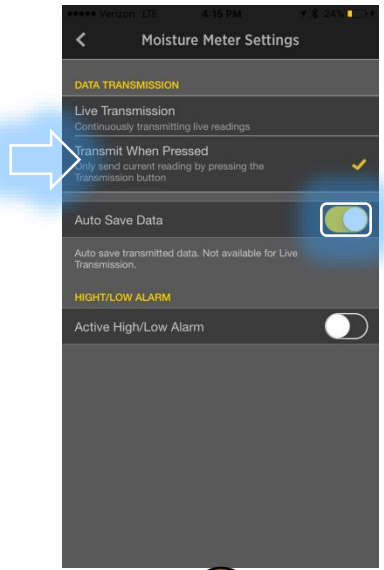 Verizon LTE 4:15 PM 24%
Moisture Meter Settings
DATA TRANSMISSION
Live Transmission
Continuously transmitting live readings
Transmit When Pressed
Only send current reading by pressing the
Transmission button
Auto Save Data
Auto save transmitted data. Not available for Live
Transmission.
HIGHT/LOW ALARM
Active High/Low Alarm